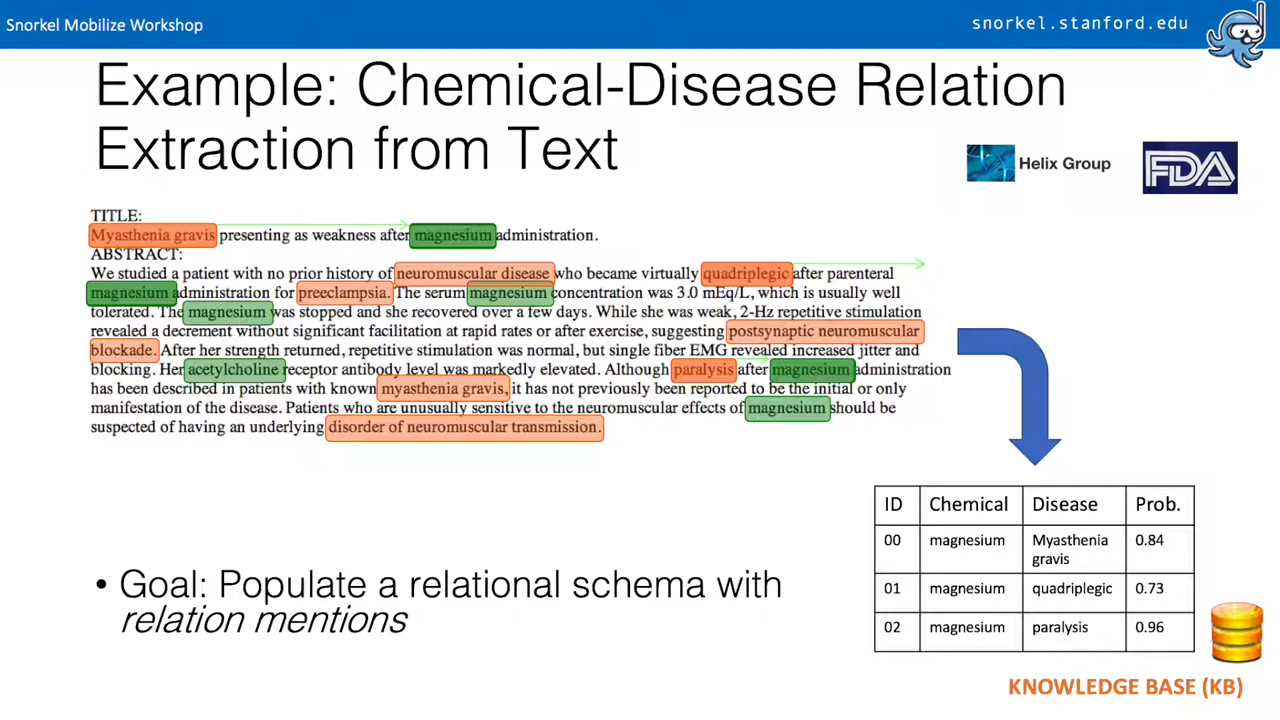 Snorkel Mobilize Workshop
snorkel.stanford.edu
Example: Chemical-Disease Relation
Extraction from Text
Helix Group
FDA
TITLE:
Myasthenia gravis presenting as weakness after magnesium administration.
ABSTRACT:
We studied a patient with no prior history of neuromuscular disease who became virtually quadriplegic after parenteral
magnesium administration for preeclampsia. The serum magnesium concentration was 3.0 mEq/L, which is usually well
tolerated. The magnesium was stopped and she recovered over a few days. While she was weak, 2-Hz repetitive stimulation
revealed a decrement without significant facilitation at rapid rates or after exercise, suggesting postsynaptic neuromuscular
blockade. After her strength returned, repetitive stimulation was normal, but single fiber EMG revealed increased jitter and
blocking. Her acetylcholine receptor antibody level was markedly elevated. Although paralysis after magnesium administration
has been described in patients with known myasthenia gravis, it has not previously been reported to be the initial or only
manifestation of the disease. Patients who are unusually sensitive to the neuromuscular effects of magnesium should be
suspected of having an underlying disorder of neuromuscular transmission.
ID Chemical Disease Prob.
00 magnesium Myasthenia gravis 0.84
01 magnesium quadriplegic 0.73
02 magnesium paralysis 0.96
• Goal: Populate a relational schema with
relation mentions
KNOWLEDGE BASE (KB)